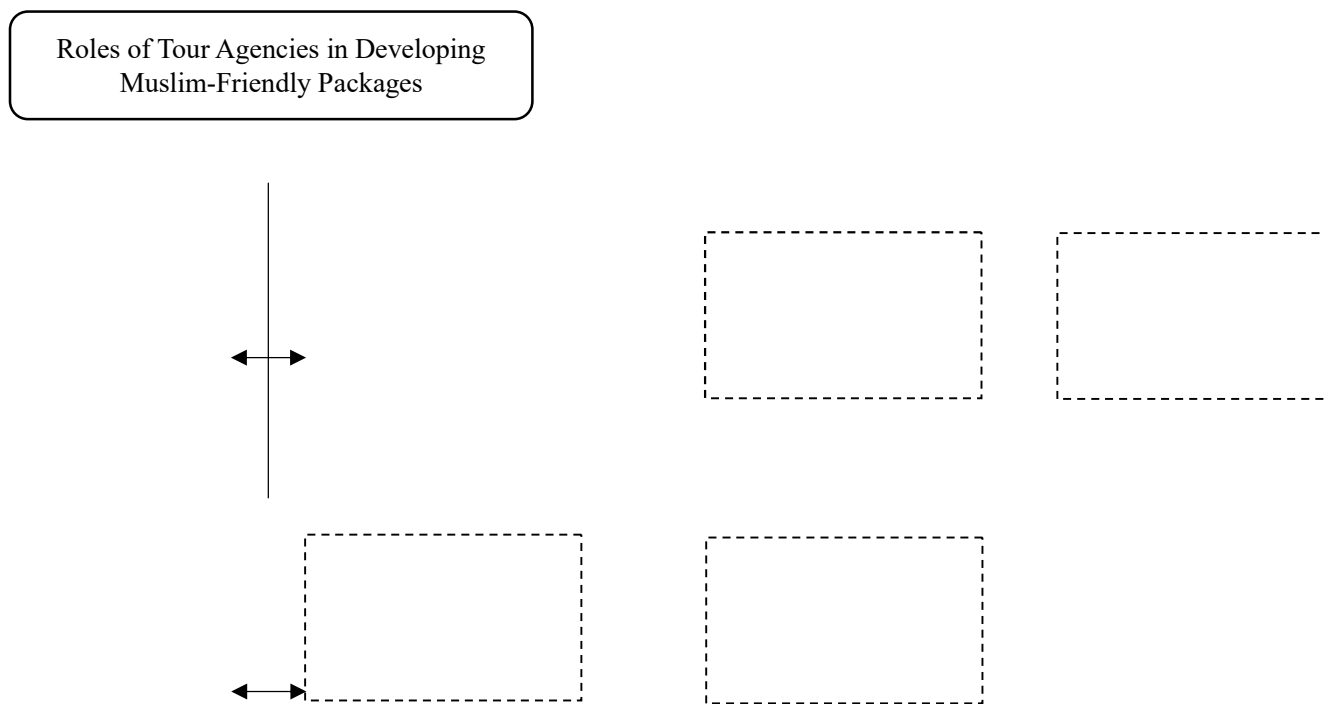 Roles of Tour Agencies in Developing
Muslim-Friendly Packages